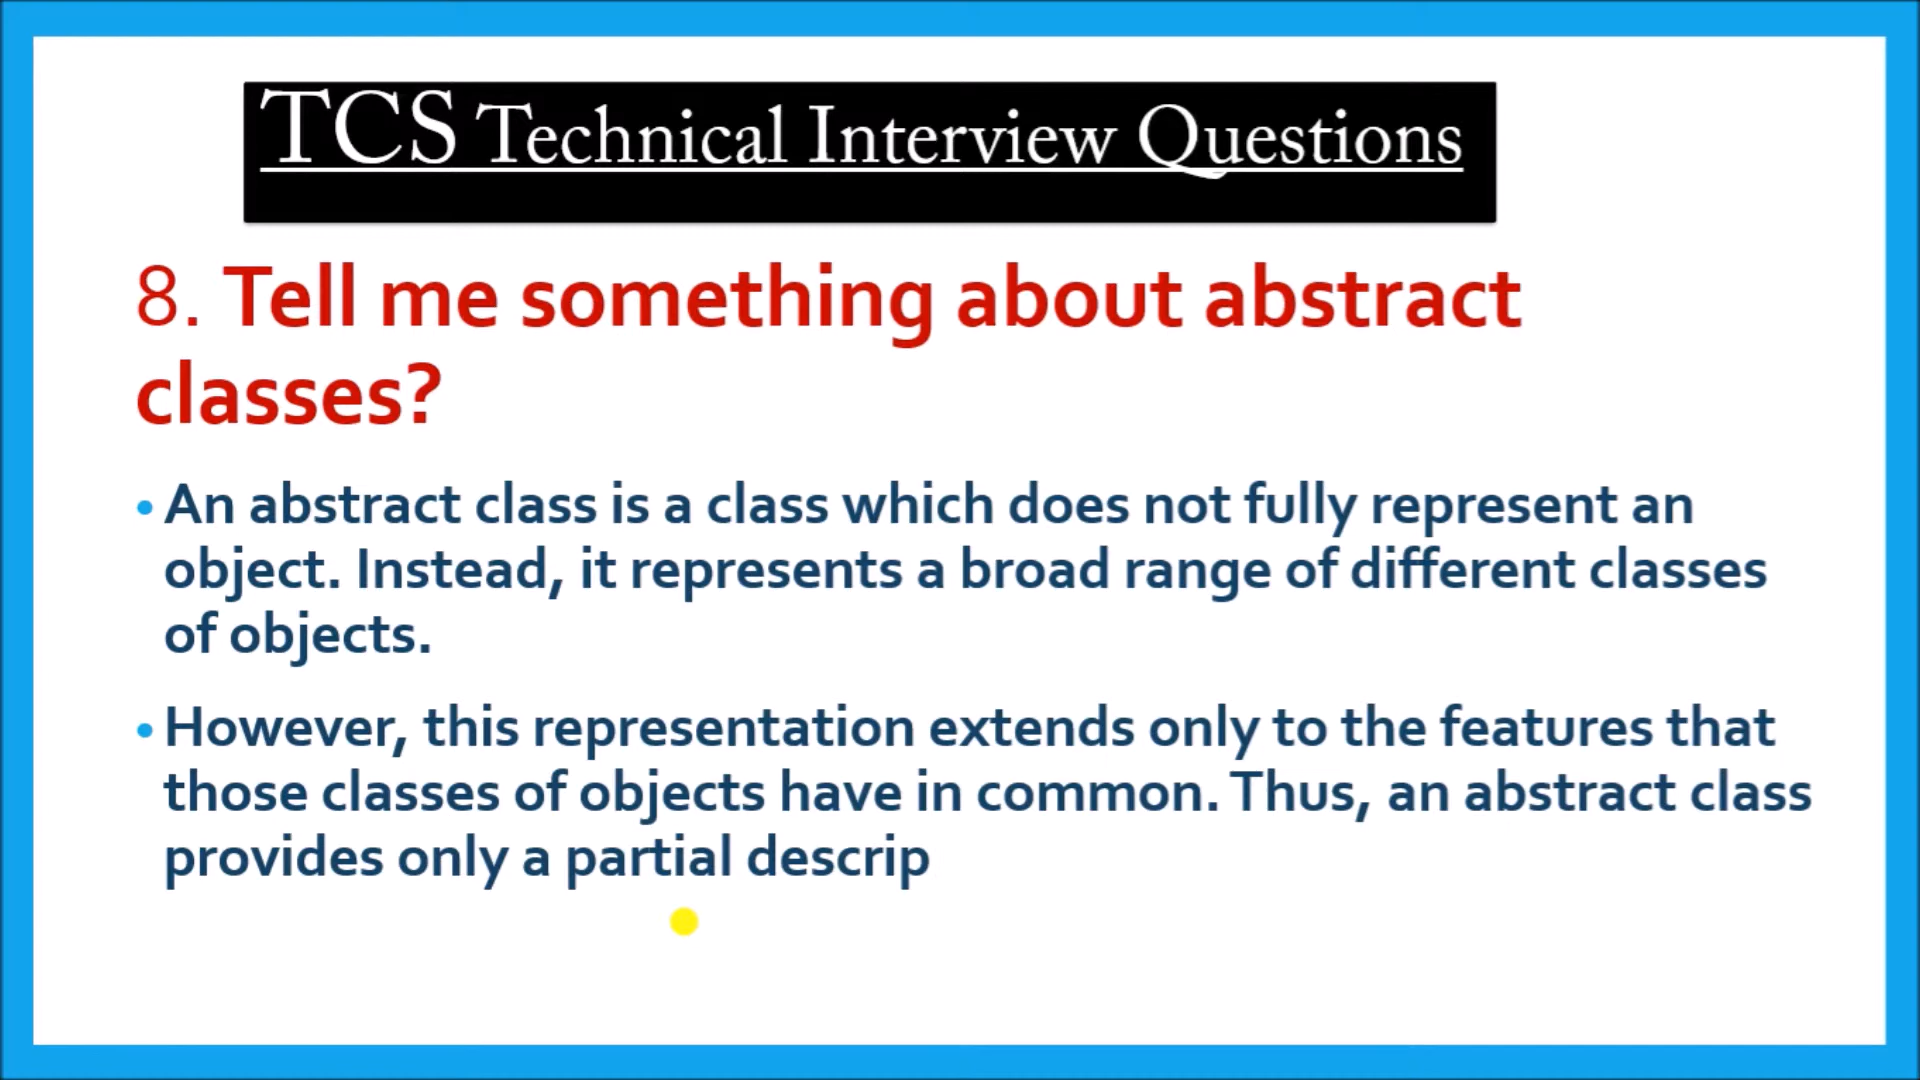 TCS Technical Interview Questions
8. Tell me something about abstract
classes?
• An abstract class is a class which does not fully represent an
object. Instead, it represents a broad range of different classes
of objects.
• However, this representation extends only to the features that
those classes of objects have in common. Thus, an abstract class
provides only a partial descrip